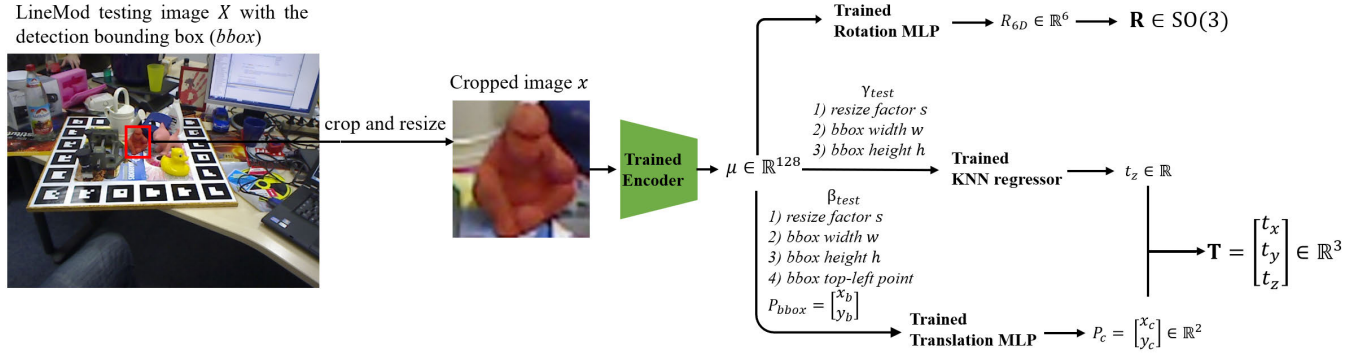 LineMod testing image X with the
detection bounding box (bbox)
crop and resize
Cropped image x
Trained
Encoder
μ ∈ ℝ¹²⁸
Trained
Rotation MLP
R₆D ∈ ℝ⁶
R ∈ SO(3)
γtest
1) resize factor s
2) bbox width w
3) bbox height h
Trained
KNN regressor
tz ∈ ℝ
βtest
1) resize factor s
2) bbox width w
3) bbox height h
4) bbox top-left point
Pbbox = [xb yb]
Trained
Translation MLP
Pc = [xc yc] ∈ ℝ²
T = [tx ty tz] ∈ ℝ³